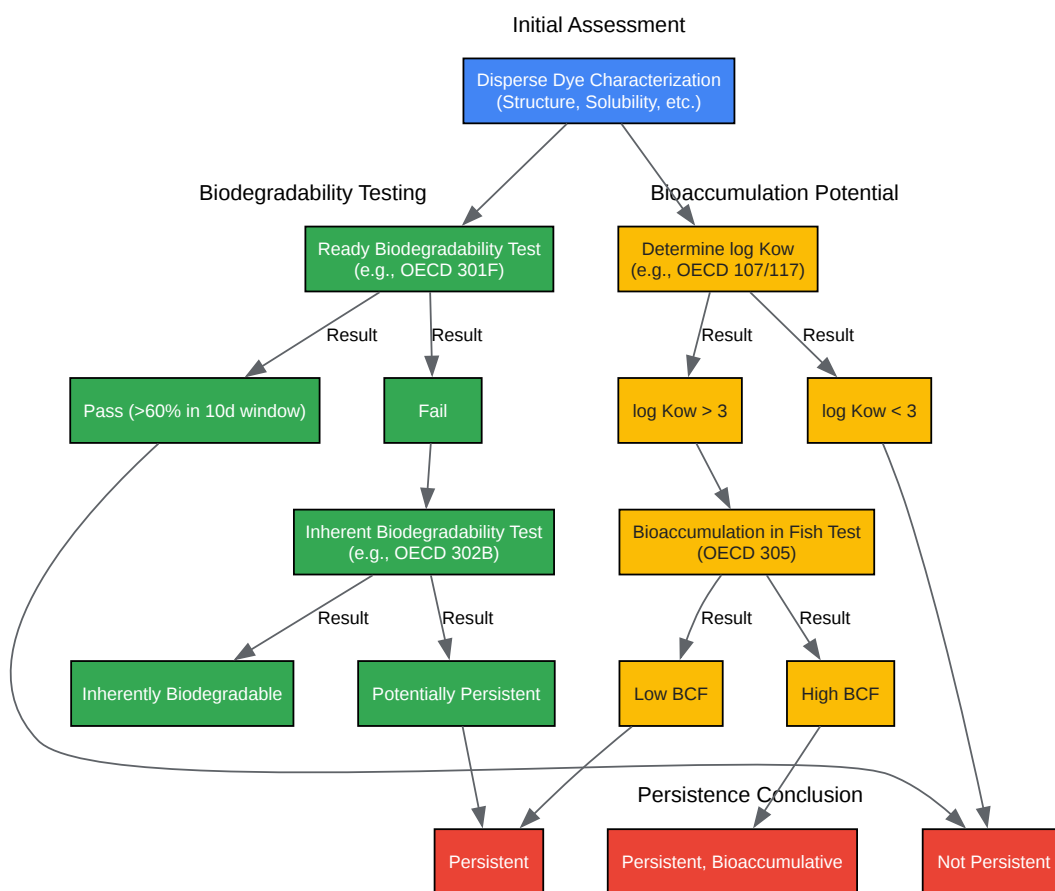 Initial Assessment
Disperse Dye Characterization
(Structure, Solubility, etc.)
Biodegradability Testing
Bioaccumulation Potential
Ready Biodegradability Test
(e.g., OECD 301F)
Determine log Kow
(e.g., OECD 107/117)
Result
Result
Result
Result
Pass (>60% in 10d window)
Fail
log Kow > 3
log Kow < 3
Inherent Biodegradability Test
(e.g., OECD 302B)
Bioaccumulation in Fish Test
(OECD 305)
Result
Result
Result
Result
Inherently Biodegradable
Potentially Persistent
Low BCF
High BCF
Persistence Conclusion
Persistent
Persistent, Bioaccumulative
Not Persistent